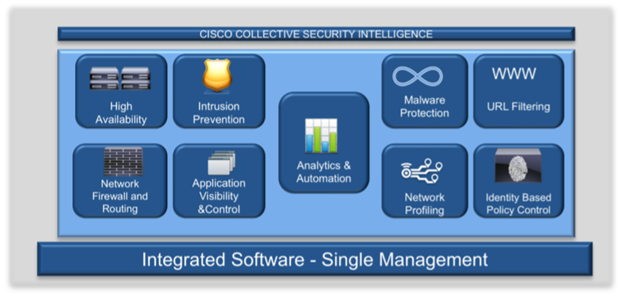 CISCO COLLECTIVE SECURITY INTELLIGENCE
High
Availability
Intrusion
Prevention
Analytics &
Automation
Malware
Protection
WWW
URL Filtering
Network
Firewall and
Routing
Application
Visibility
&Control
Network
Profiling
Identity Based
Policy Control
Integrated Software - Single Management